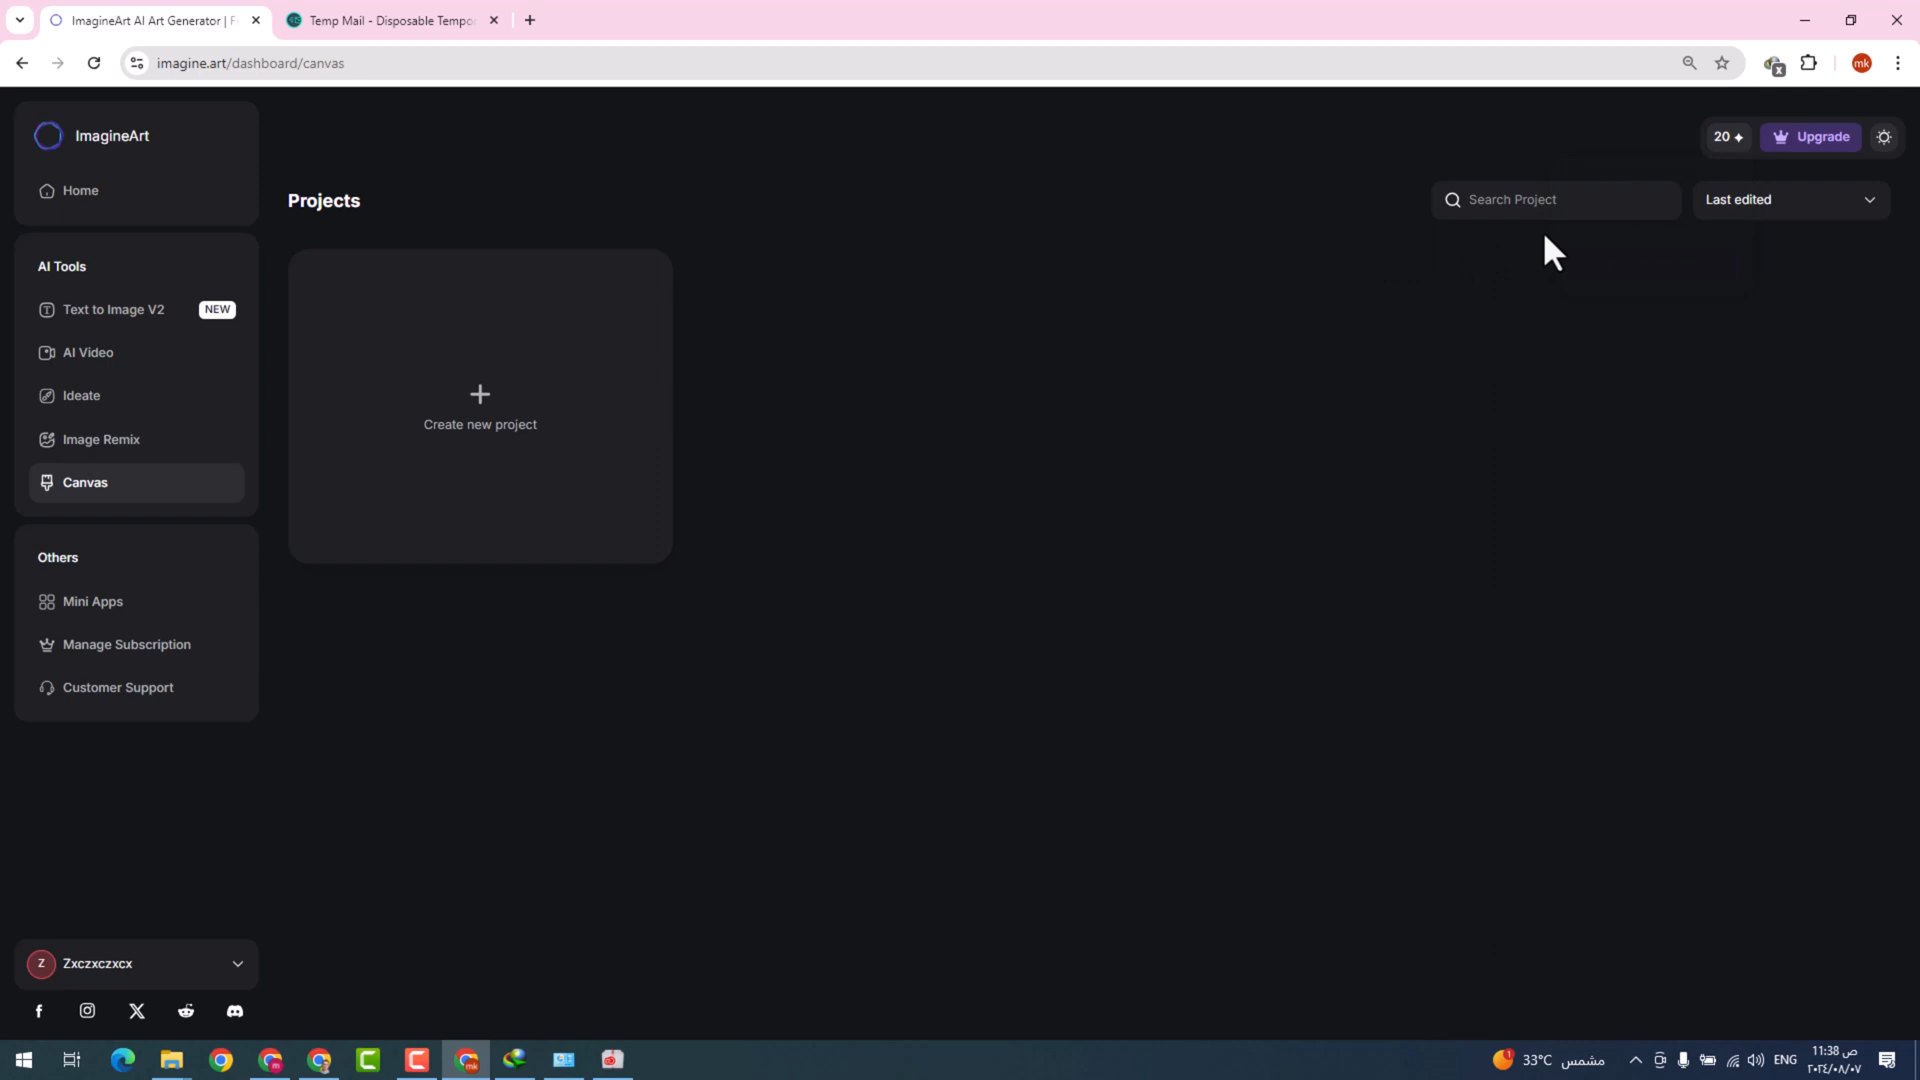 ImagineArt AI Art Generator | F
Temp Mail - Disposable Tempo
imagine.art/dashboard/canvas
mk
ImagineArt
Home
20
Upgrade
Projects
Search Project
Last edited
AI Tools
Text to Image V2
NEW
AI Video
Ideate
Image Remix
Canvas
Create new project
Others
Mini Apps
Manage Subscription
Customer Support
Z
Zxczxczxcx
33°C
مشمس
ENG
11:38 ص
٢٠٢٤/٠٨/٠٧